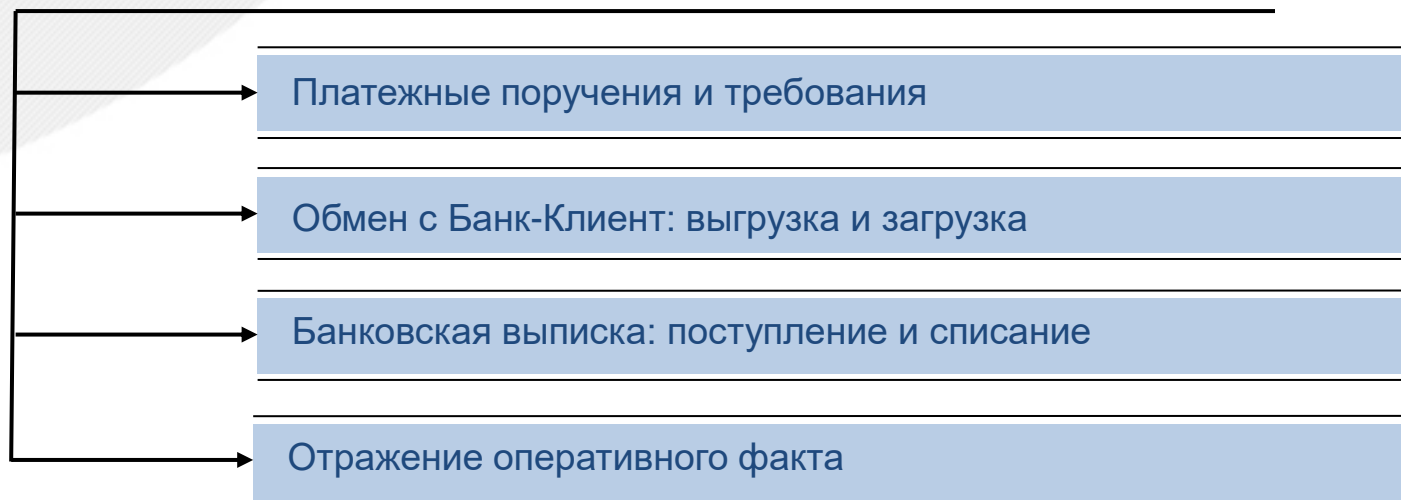 Платежные поручения и требования
Обмен с Банк-Клиент: выгрузка и загрузка
Банковская выписка: поступление и списание
Отражение оперативного факта